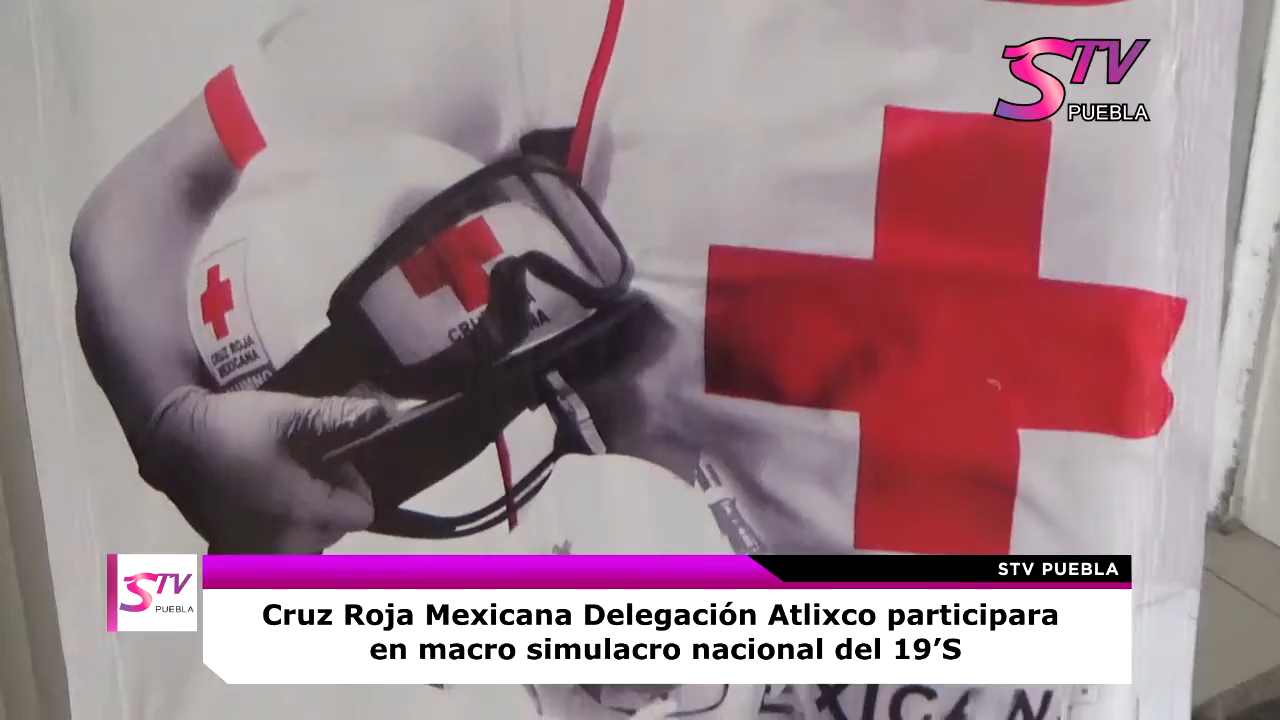 STV
PUEBLA
CRUZ ROJA
MEXICANA
STV
PUEBLA
STV PUEBLA
Cruz Roja Mexicana Delegación Atlixco participara
en macro simulacro nacional del 19’S